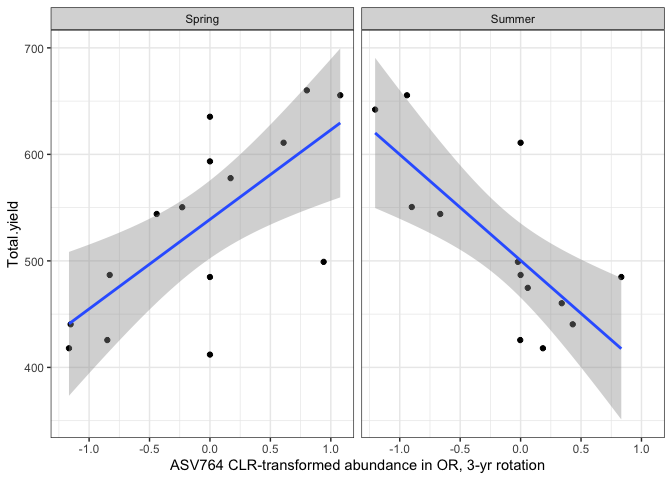 Spring
Summer
700
600
500
400
Total.yield
-1.0 -0.5 0.0 0.5 1.0
-1.0 -0.5 0.0 0.5 1.0
ASV764 CLR-transformed abundance in OR, 3-yr rotation